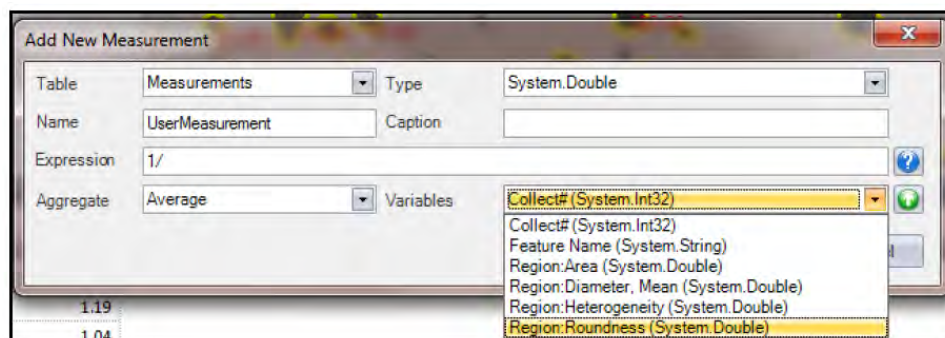 Add New Measurement
Table Measurements Type System.Double
Name UserMeasurement Caption
Expression 1/
Aggregate Average Variables Collect# (System.Int32)
Collect# (System.Int32)
Feature Name (System.String)
Region:Area (System.Double)
Region:Diameter, Mean (System.Double)
Region:Heterogeneity (System.Double)
Region:Roundness (System.Double)
1.19
1.04